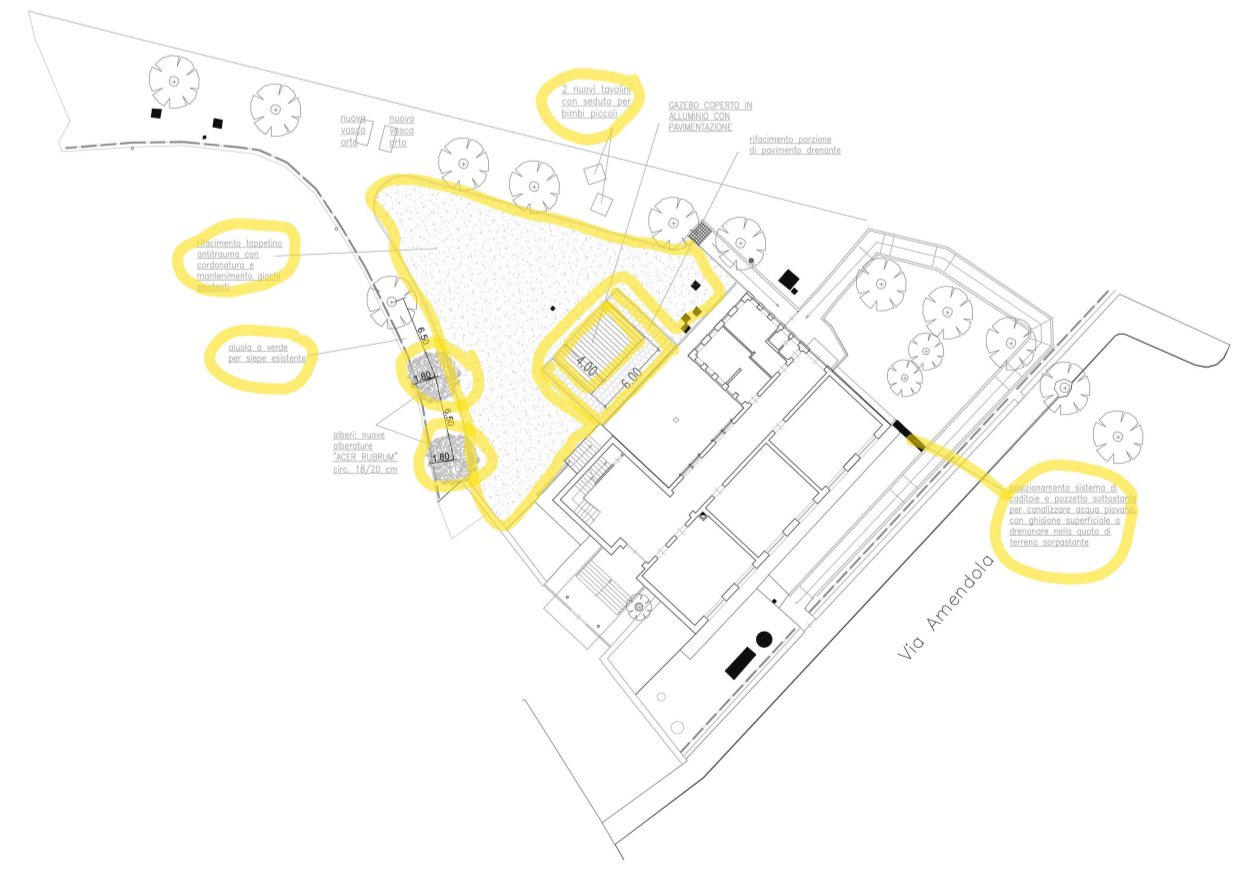 2 nuovi tavolini
con seduta per
bimbi piccoli
GAZEBO COPERTO IN
ALLUMINIO CON
PAVIMENTAZIONE
nuova
vasca
orto
nuova
vasca
orto
rifacimento porzione
di pavimento drenante
rifacimento tappetino
antitrauma con
cordonatura e
mantenimento giochi
esistenti
aiuola a verde
per siepe esistente
6.50
1.80
6.50
1.80
4.00
6.00
alberi: nuove
alberature
"ACER RUBRUM"
circ. 18/20 cm
posizionamento sistema di
caditoie e pozzetto sottostante
per canalizzare acqua piovana,
con ghiaione superficiale a
drenanare nella quota di
terreno sorpastante
Via Amendola